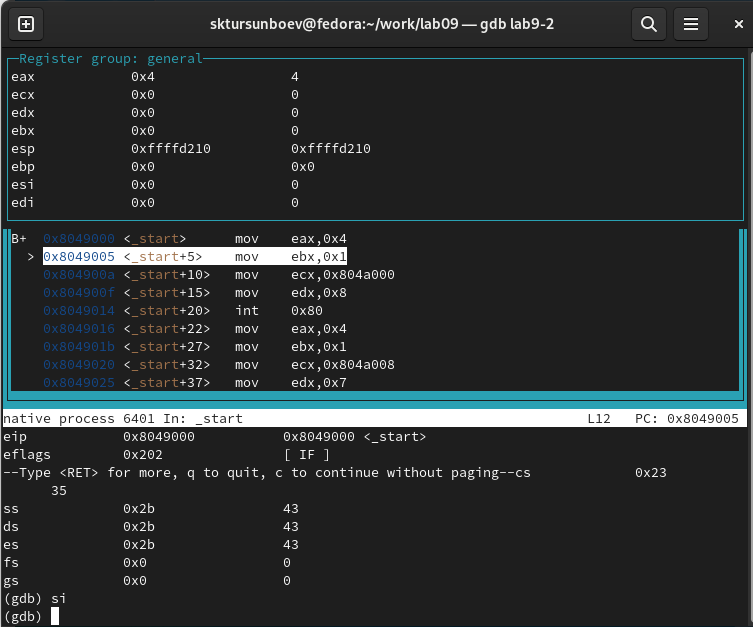 sktursunboev@fedora:~/work/lab09 — gdb lab9-2
Register group: general
eax 0x4 4
ecx 0x0 0
edx 0x0 0
ebx 0x0 0
esp 0xffffd210 0xffffd210
ebp 0x0 0x0
esi 0x0 0
edi 0x0 0
B+ 0x8049000 <_start> mov eax,0x4
> 0x8049005 <_start+5> mov ebx,0x1
0x804900a <_start+10> mov ecx,0x804a000
0x804900f <_start+15> mov edx,0x8
0x8049014 <_start+20> int 0x80
0x8049016 <_start+22> mov eax,0x4
0x804901b <_start+27> mov ebx,0x1
0x8049020 <_start+32> mov ecx,0x804a008
0x8049025 <_start+37> mov edx,0x7
native process 6401 In: _start L12 PC: 0x8049005
eip 0x8049000 0x8049000 <_start>
eflags 0x202 [ IF ]
--Type <RET> for more, q to quit, c to continue without paging--cs 0x23
35
ss 0x2b 43
ds 0x2b 43
es 0x2b 43
fs 0x0 0
gs 0x0 0
(gdb) si
(gdb)